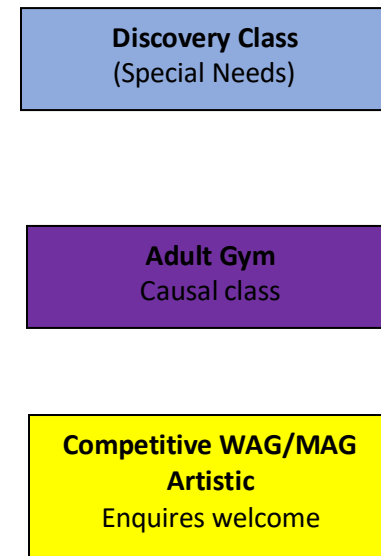 Discovery Class
(Special Needs)
Adult Gym
Causal class
Competitive WAG/MAG
Artistic
Enquires welcome